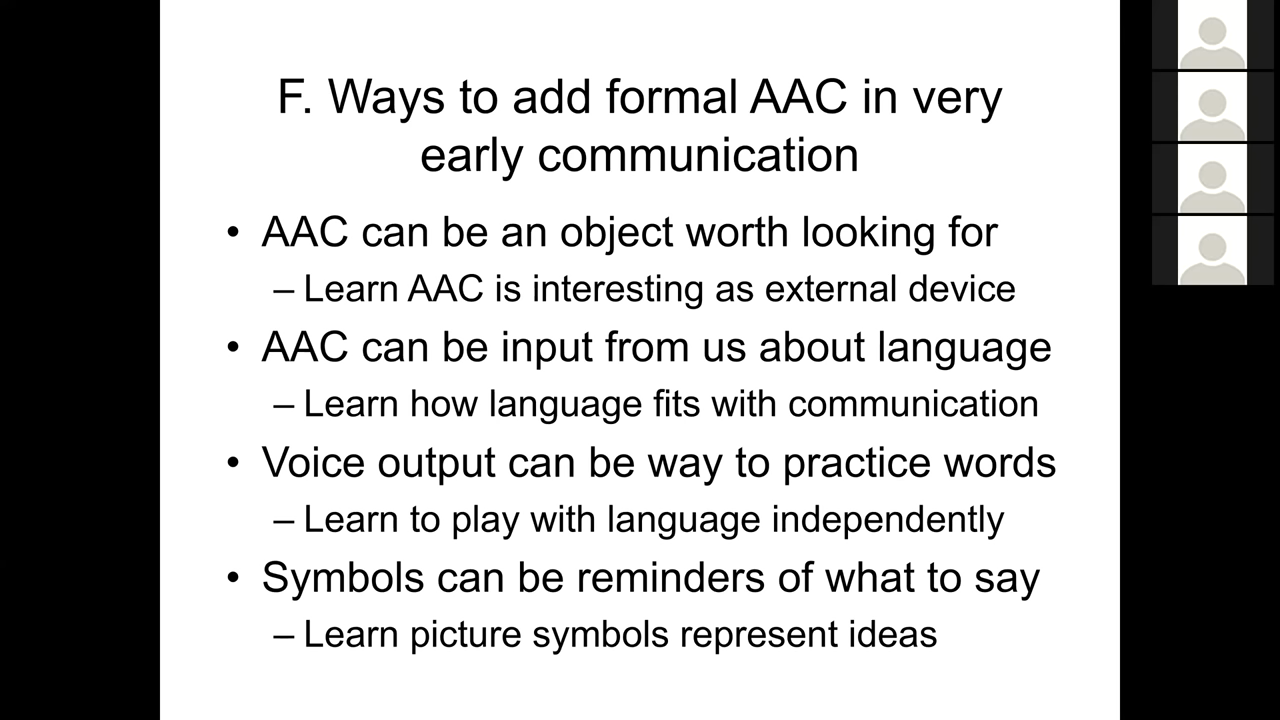 F. Ways to add formal AAC in very
early communication
• AAC can be an object worth looking for
– Learn AAC is interesting as external device
• AAC can be input from us about language
– Learn how language fits with communication
• Voice output can be way to practice words
– Learn to play with language independently
• Symbols can be reminders of what to say
– Learn picture symbols represent ideas